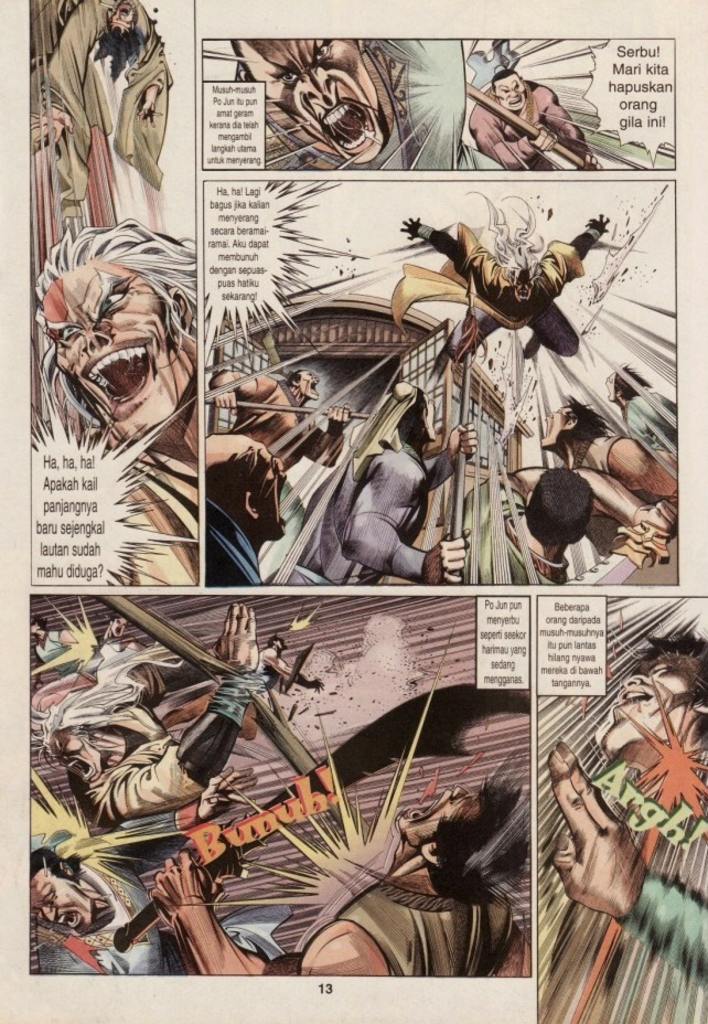 Ha, ha, ha!
Apakah kail
panjangnya
baru sejengkal
lautan sudah
mahu diduga?
Musuh-musuh
Po Jun itu pun
amat geram
kerana dia telah
mengambil
langkah utama
untuk menyerang.
Serbu!
Mari kita
hapuskan
orang
gila ini!
Ha, ha! Lagi
bagus jika kalian
menyerang
secara beramai-
ramai. Aku dapat
membunuh
dengan sepuas-
puas hatiku
sekarang!
Po Jun pun
menyerbu
seperti seekor
harimau yang
sedang
mengganas.
Bunuh!
Beberapa
orang daripada
musuh-musuhnya
itu pun lantas
hilang nyawa
mereka di bawah
tangannya.
Argh!
13